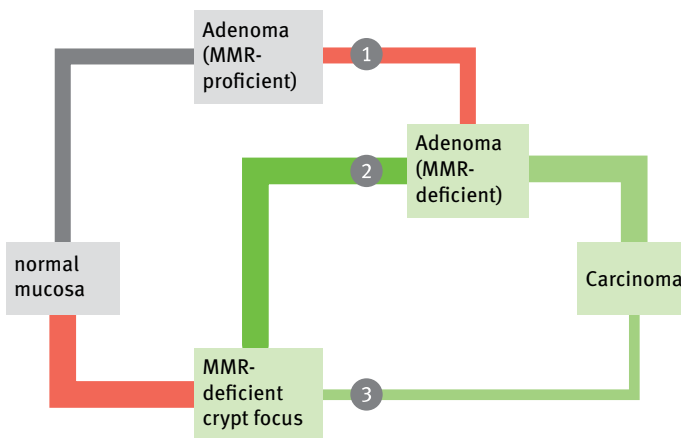 Adenoma
(MMR-
proficient)
1
Adenoma
(MMR-
deficient)
2
normal
mucosa
Carcinoma
MMR-
deficient
crypt focus
3